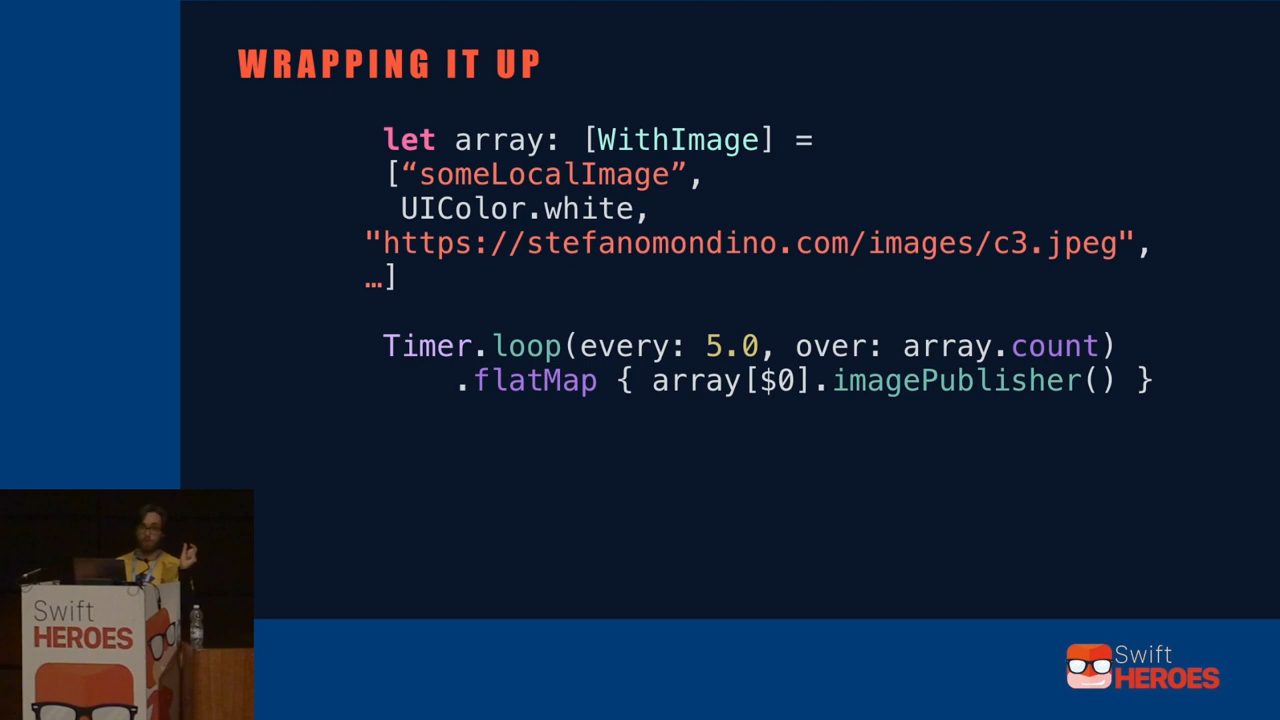 WRAPPING IT UP
let array: [WithImage] =
[“someLocalImage”,
UIColor.white,
"https://stefanomondino.com/images/c3.jpeg",
…]
Timer.loop(every: 5.0, over: array.count)
.flatMap { array[$0].imagePublisher() }
Swift
HEROES
Swift
HEROES